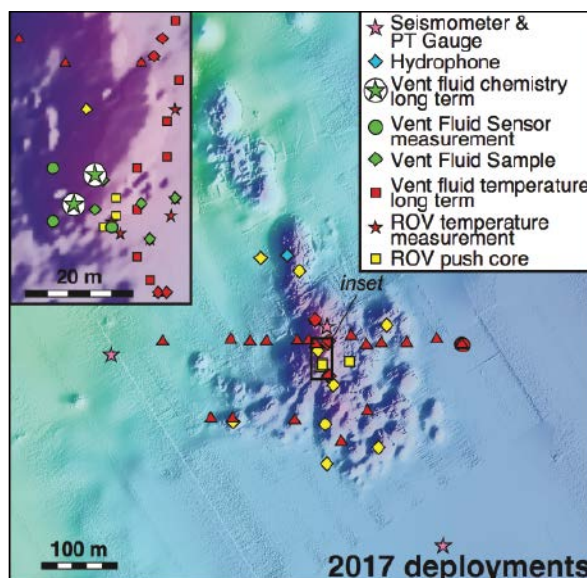 Seismometer &
PT Gauge
Hydrophone
Vent fluid chemistry
long term
Vent Fluid Sensor
measurement
Vent Fluid Sample
Vent fluid temperature
long term
ROV temperature
measurement
ROV push core
20 m
inset
100 m
2017 deployments